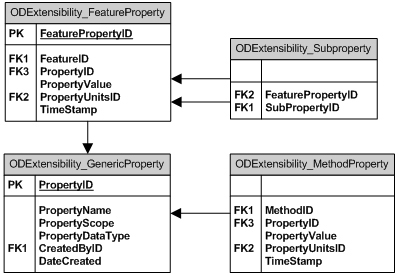 ODExtensibility_FeatureProperty
PK FeaturePropertyID
FK1 FeatureID
FK3 PropertyID
PropertyValue
FK2 PropertyUnitsID
TimeStamp
ODExtensibility_Subproperty
FK2 FeaturePropertyID
FK1 SubPropertyID
ODExtensibility_GenericProperty
PK PropertyID
PropertyName
PropertyScope
PropertyDataType
FK1 CreatedByID
DateCreated
ODExtensibility_MethodProperty
FK1 MethodID
FK3 PropertyID
PropertyValue
FK2 PropertyUnitsID
TimeStamp